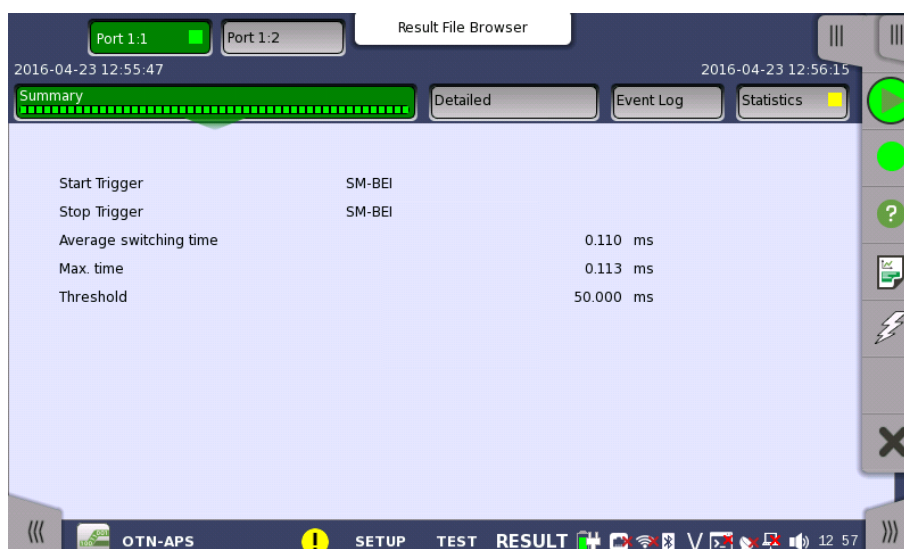 Port 1:1 Port 1:2 Result File Browser
2016-04-23 12:55:47 2016-04-23 12:56:15
Summary Detailed Event Log Statistics
Start Trigger SM-BEI
Stop Trigger SM-BEI
Average switching time 0.110 ms
Max. time 0.113 ms
Threshold 50.000 ms
OTN-APS SETUP TEST RESULT 12 57